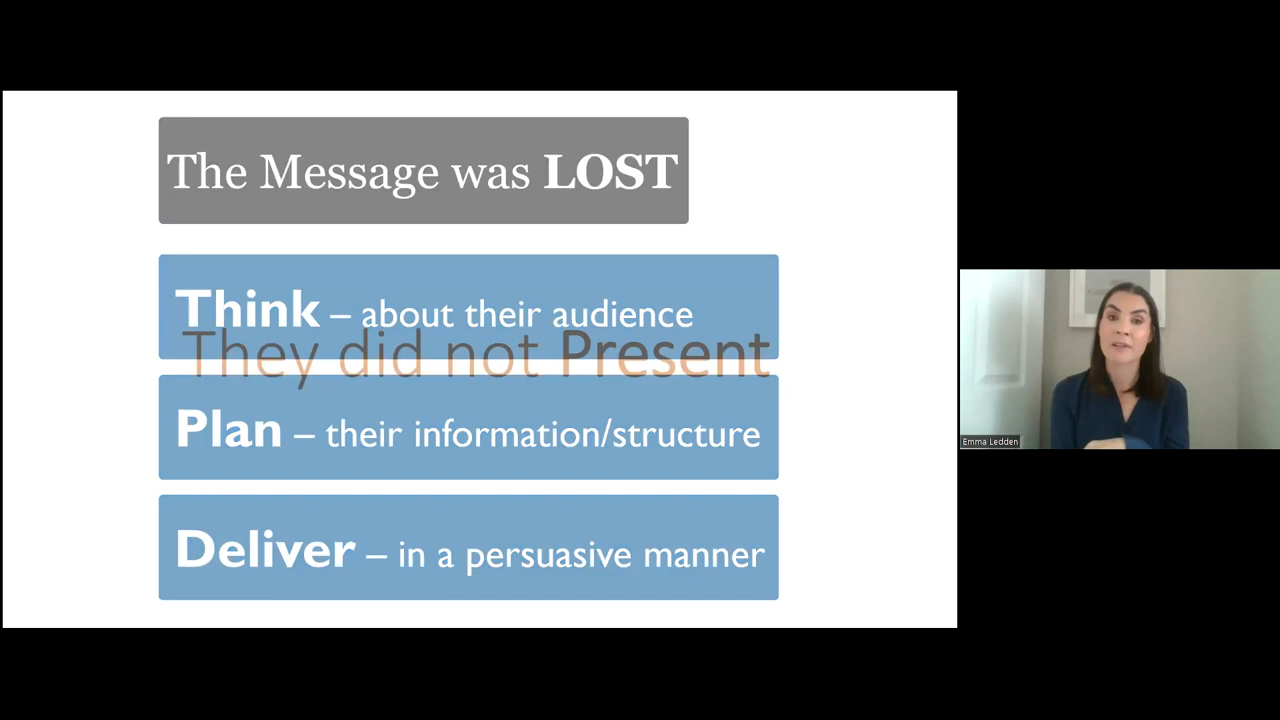 The Message was LOST
Think – about their audience
They did not Present
Plan – their information/structure
Deliver – in a persuasive manner
Emma Ledden